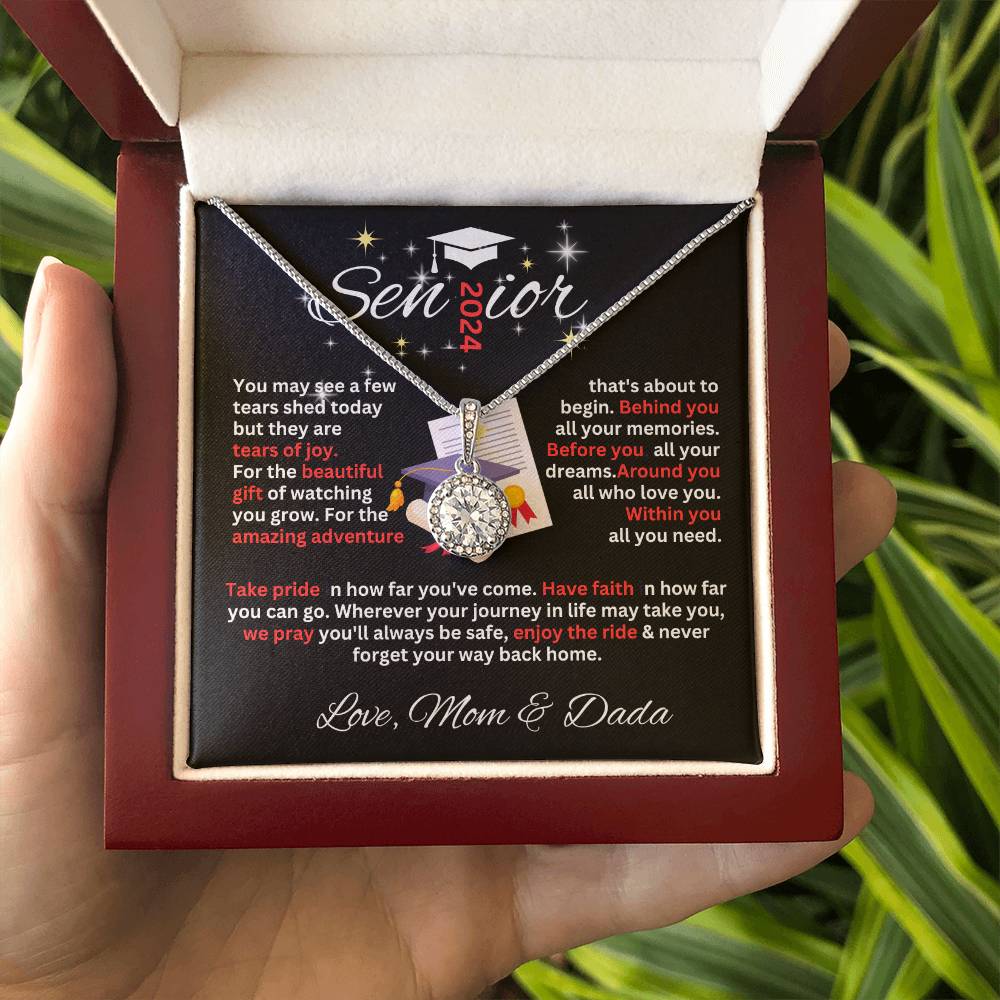 Senior
2024
You may see a few
tears shed today
but they are
tears of joy.
For the beautiful
gift of watching
you grow. For the
amazing adventure
that's about to
begin. Behind you
all your memories.
Before you all your
dreams.Around you
all who love you.
Within you
all you need.
Take pride n how far you've come. Have faith n how far
you can go. Wherever your journey in life may take you,
we pray you'll always be safe, enjoy the ride & never
forget your way back home.
Love, Mom & Dada